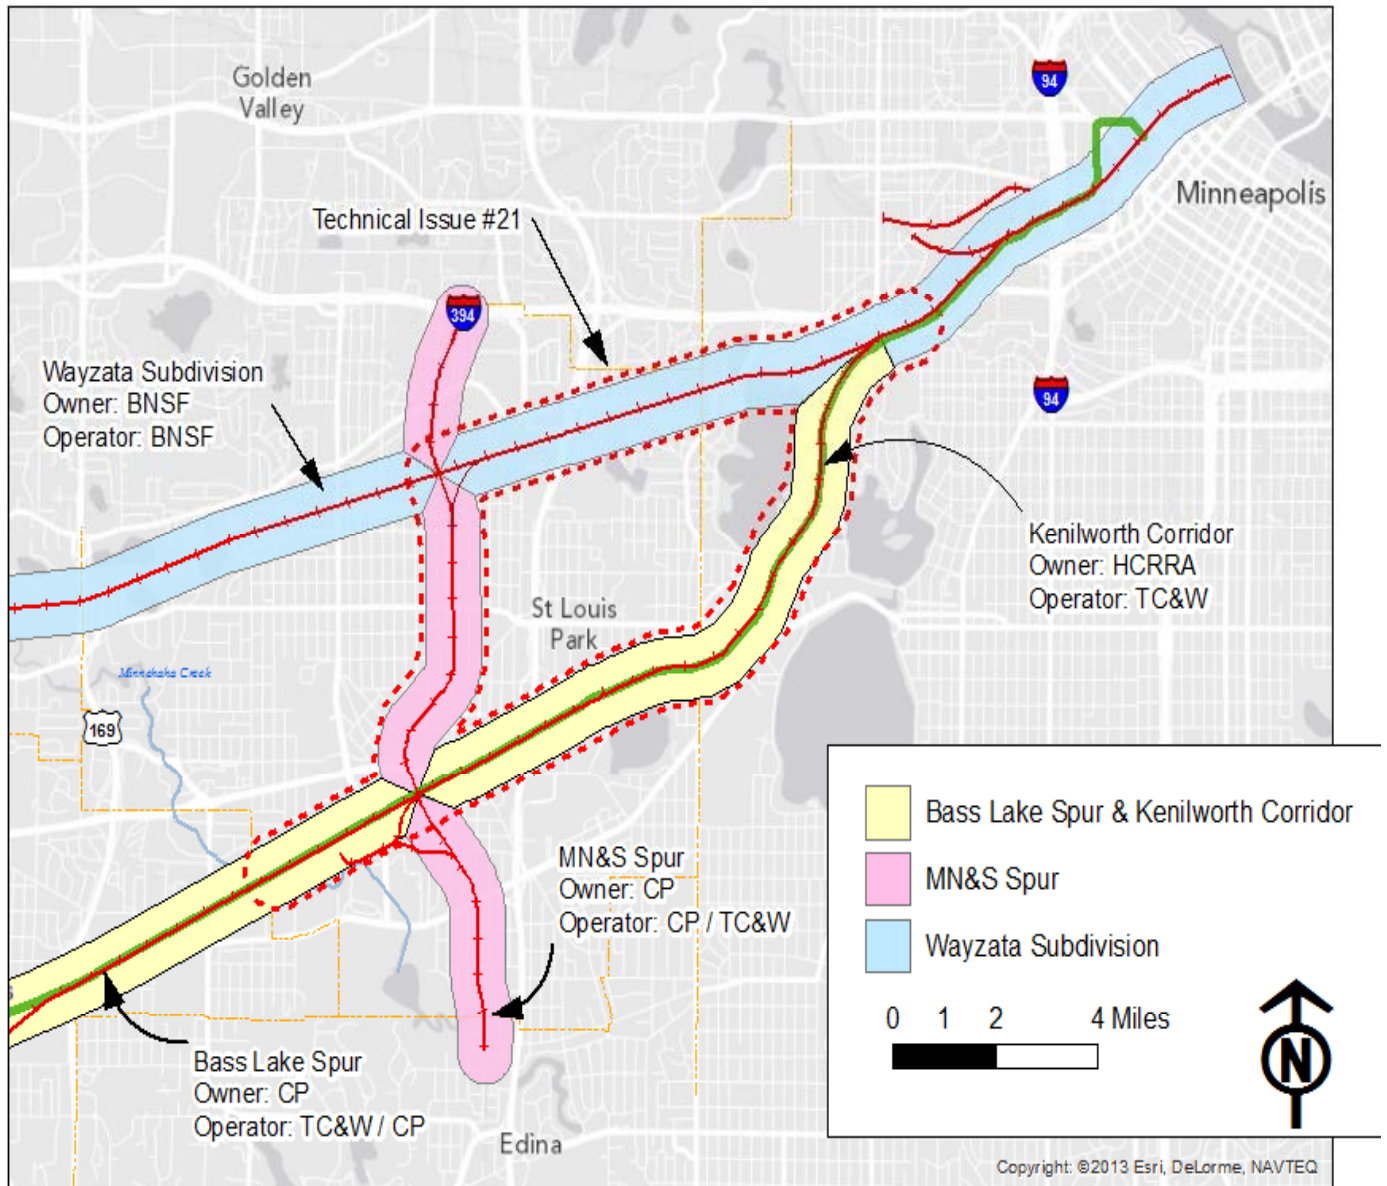 Golden
Valley
94
Minneapolis
Technical Issue #21
394
Wayzata Subdivision
Owner: BNSF
Operator: BNSF
94
Kenilworth Corridor
Owner: HCRRA
Operator: TC&W
St Louis
Park
Minnehaha Creek
169
MN&S Spur
Owner: CP
Operator: CP / TC&W
Bass Lake Spur & Kenilworth Corridor
MN&S Spur
Wayzata Subdivision
0 1 2 4 Miles
N
Bass Lake Spur
Owner: CP
Operator: TC&W / CP
Edina
Copyright: ©2013 Esri, DeLorme, NAVTEQ